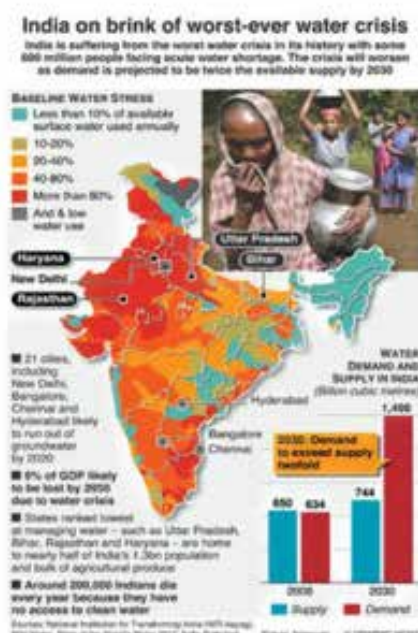 India on brink of worst-ever water crisis
India is suffering from the worst water crisis in its history with some
600 million people facing acute water shortage. The crisis will worsen
as demand is projected to be twice the available supply by 2030
BASELINE WATER STRESS
Less than 10% of available
surface water used annually
10-20%
20-40%
40-80%
More than 80%
Arid & low
water use
Uttar Pradesh
Bihar
Haryana
New Delhi
Rajasthan
Hyderabad
Bangalore
Chennai
21 cities,
including
New Delhi,
Bangalore,
Chennai and
Hyderabad likely
to run out of
groundwater
by 2020
6% of GDP likely
to be lost by 2050
due to water crisis
States ranked lowest
at managing water – such as Uttar Pradesh,
Bihar, Rajasthan and Haryana – are home
to nearly half of India's 1.3bn population
and bulk of agricultural produce
Around 200,000 Indians die
every year because they have
no access to clean water
WATER
DEMAND AND
SUPPLY IN INDIA
(Billion cubic metres)
1,498
2030: Demand
to exceed supply
twofold
650
634
744
2008
2030
Supply
Demand
Sources: National Institution for Transforming India